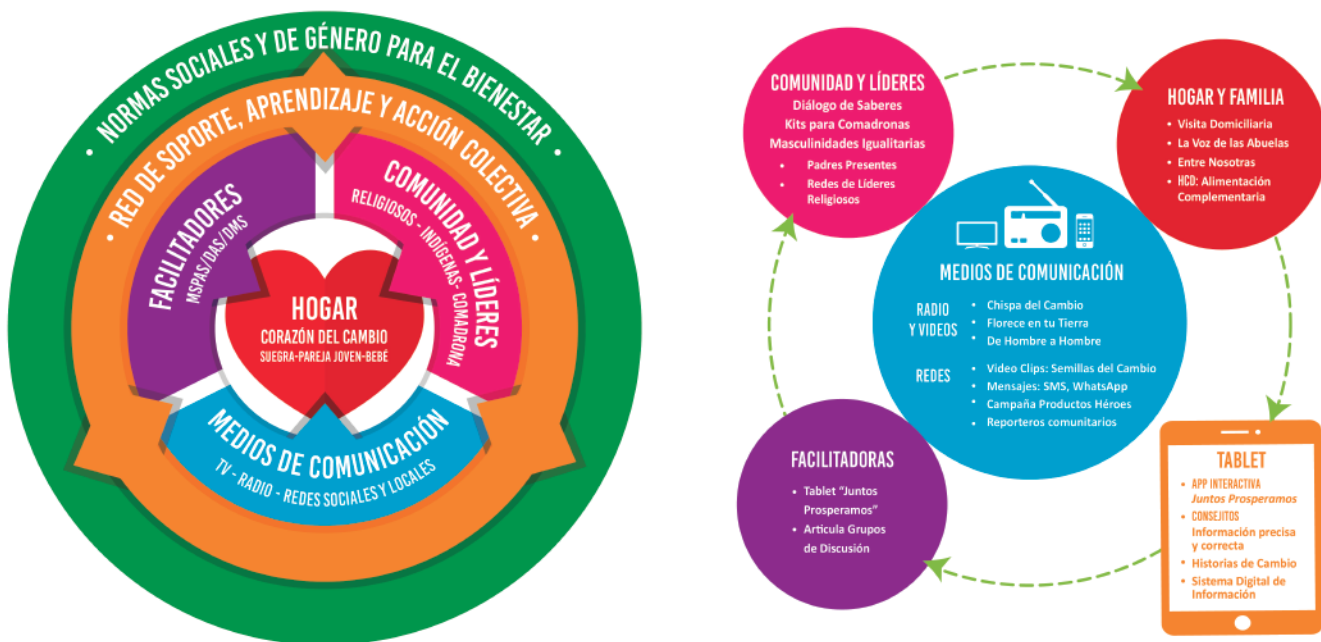 • NORMAS SOCIALES Y DE GÉNERO PARA EL BIENESTAR •
• RED DE SOPORTE, APRENDIZAJE Y ACCIÓN COLECTIVA •
FACILITADORES
MSPAS/DAS/DMS
COMUNIDAD Y LÍDERES
RELIGIOSOS - INDÍGENAS- COMADRONA
HOGAR
CORAZÓN DEL CAMBIO
SUEGRA-PAREJA JOVEN-BEBÉ
MEDIOS DE COMUNICACIÓN
TV - RADIO - REDES SOCIALES Y LOCALES
COMUNIDAD Y LÍDERES
Diálogo de Saberes
Kits para Comadronas
Masculinidades Igualitarias
• Padres Presentes
• Redes de Líderes
Religiosos
HOGAR Y FAMILIA
• Visita Domiciliaria
• La Voz de las Abuelas
• Entre Nosotras
• HCD: Alimentación
Complementaria
MEDIOS DE COMUNICACIÓN
RADIO
Y VIDEOS
• Chispa del Cambio
• Florece en tu Tierra
• De Hombre a Hombre
REDES
• Video Clips: Semillas del Cambio
• Mensajes: SMS, WhatsApp
• Campaña Productos Héroes
• Reporteros comunitarios
FACILITADORAS
• Tablet “Juntos
Prosperamos”
• Articula Grupos
de Discusión
TABLET
• APP INTERACTIVA
Juntos Prosperamos
• CONSEJITOS
Información precisa
y correcta
• Historias de Cambio
• Sistema Digital de
Información